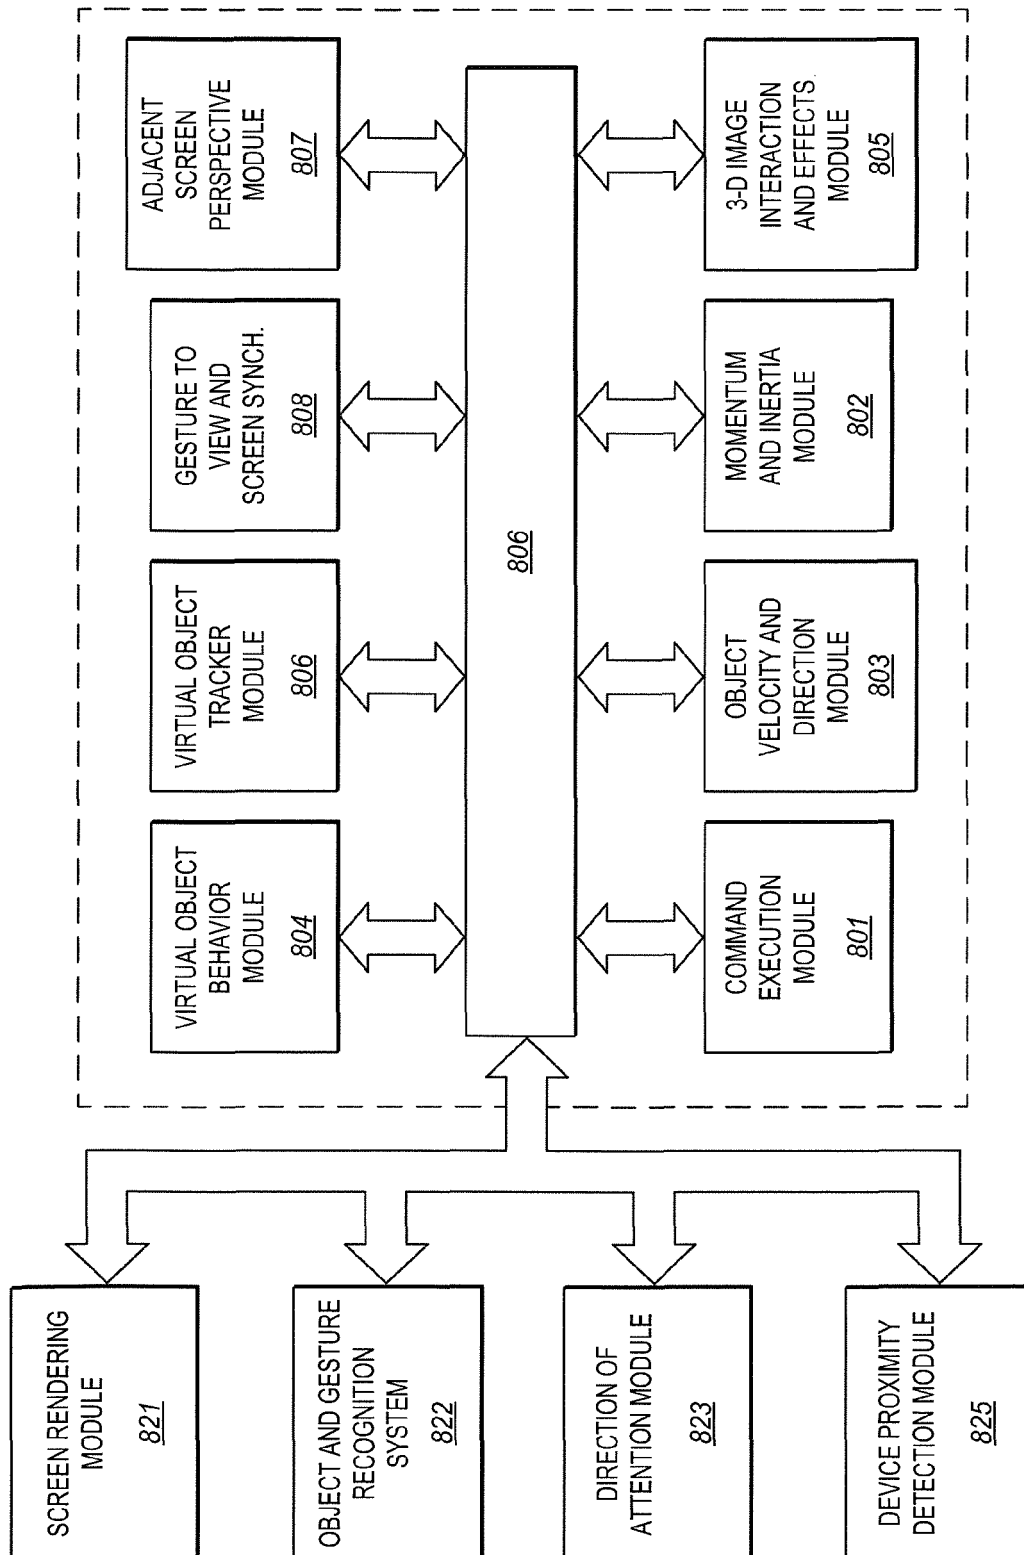 DEVICE PROXIMITY
DETECTION MODULE
825
DIRECTION OF
ATTENTION MODULE
823
OBJECT AND GESTURE
RECOGNITION
SYSTEM
822
SCREEN RENDERING
MODULE
821
VIRTUAL OBJECT
BEHAVIOR
MODULE
804
VIRTUAL OBJECT
TRACKER
MODULE
806
GESTURE TO
VIEW AND
SCREEN SYNCH.
808
ADJACENT
SCREEN
PERSPECTIVE
MODULE
807
806
COMMAND
EXECUTION
MODULE
801
OBJECT
VELOCITY AND
DIRECTION
MODULE
803
MOMENTUM
AND INERTIA
MODULE
802
3-D IMAGE
INTERACTION
AND EFFECTS
MODULE
805